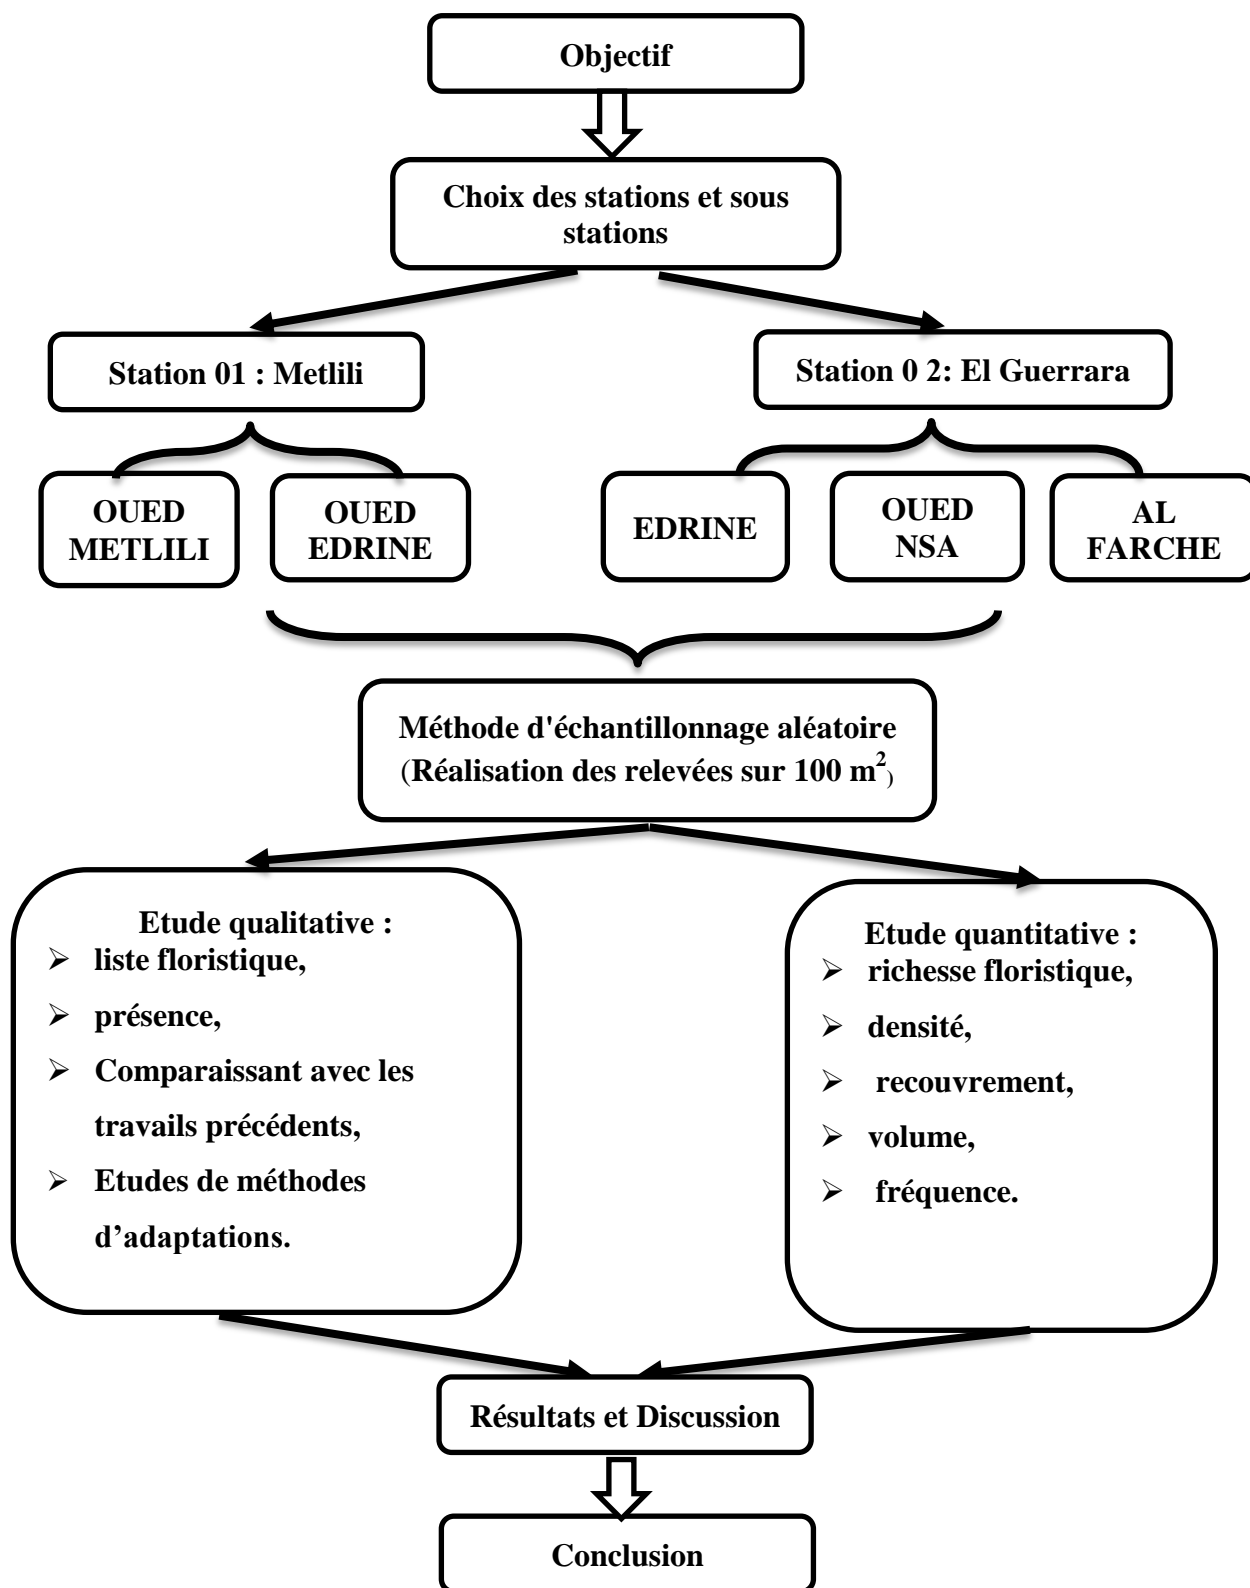 Objectif
Choix des stations et sous
stations
Station 01 : Metlili
Station 0 2: El Guerrara
OUED
METLILI
OUED
EDRINE
EDRINE
OUED
NSA
AL
FARCHE
Méthode d'échantillonnage aléatoire
(Réalisation des relevées sur 100 m²)
Etude qualitative :
➢ liste floristique,
➢ présence,
➢ Comparaissant avec les
travails précédents,
➢ Etudes de méthodes
d’adaptations.
Etude quantitative :
➢ richesse floristique,
➢ densité,
➢ recouvrement,
➢ volume,
➢ fréquence.
Résultats et Discussion
Conclusion